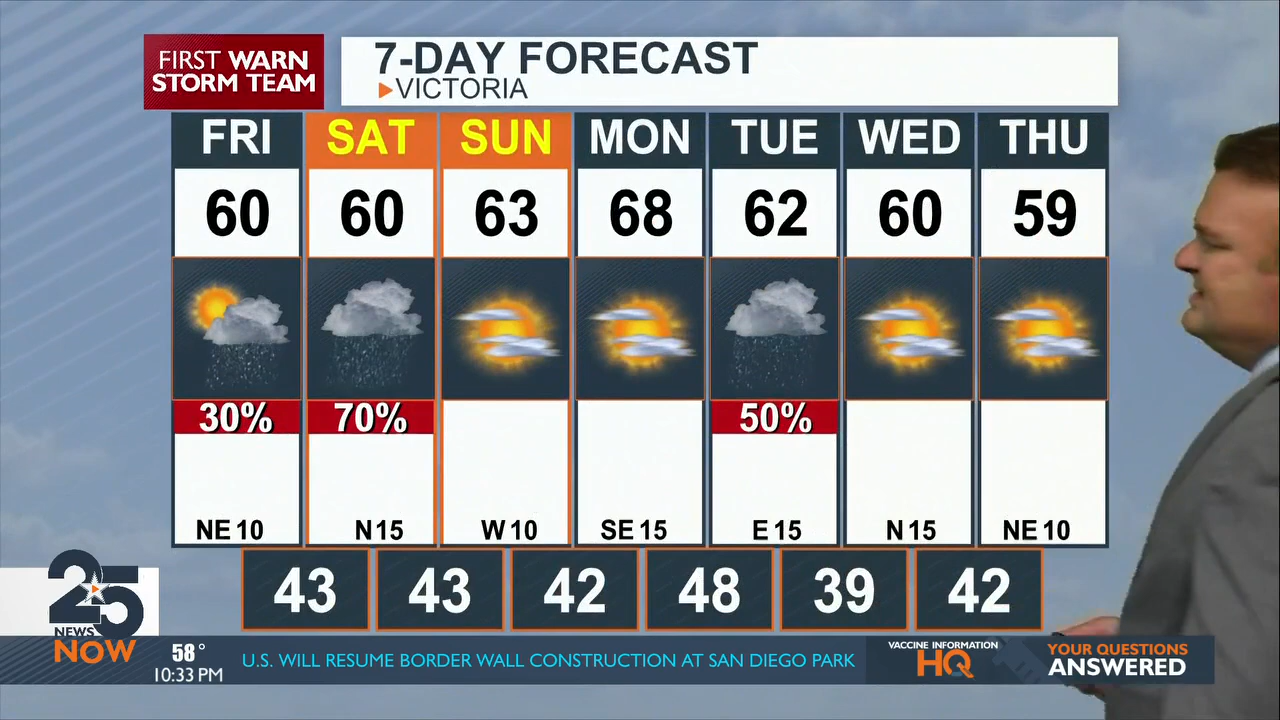 FIRST WARN
STORM TEAM
7-DAY FORECAST
VICTORIA
FRI SAT SUN MON TUE WED THU
60 60 63 68 62 60 59
30% 70% 50%
NE 10 N 15 W 10 SE 15 E 15 N 15 NE 10
43 43 42 48 39 42
25
NEWS
NOW
58°
10:33 PM
U.S. WILL RESUME BORDER WALL CONSTRUCTION AT SAN DIEGO PARK
VACCINE INFORMATION
HQ
YOUR QUESTIONS
ANSWERED